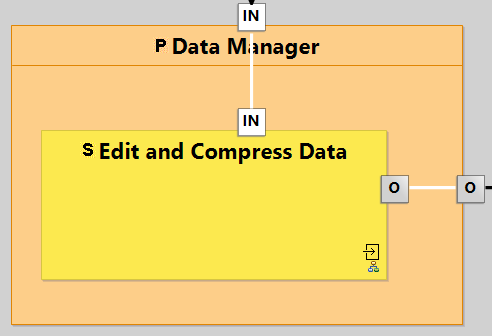 IN
P Data Manager
IN
S Edit and Compress Data
O
O